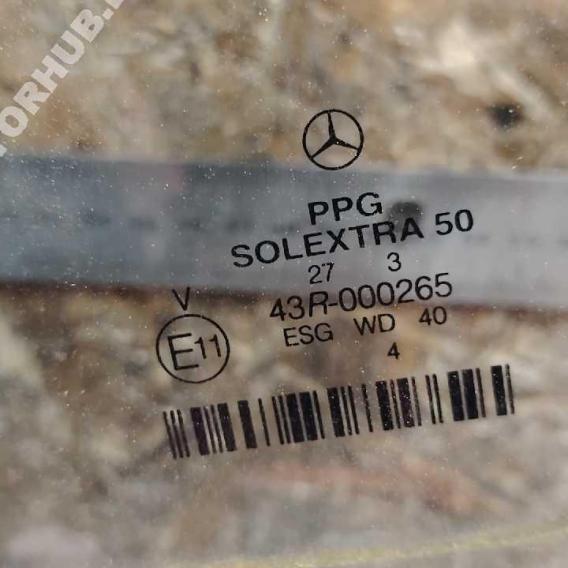 PPG
SOLEXTRA 50
27 3
43R-000265
ESG WD 40
4
V
E11